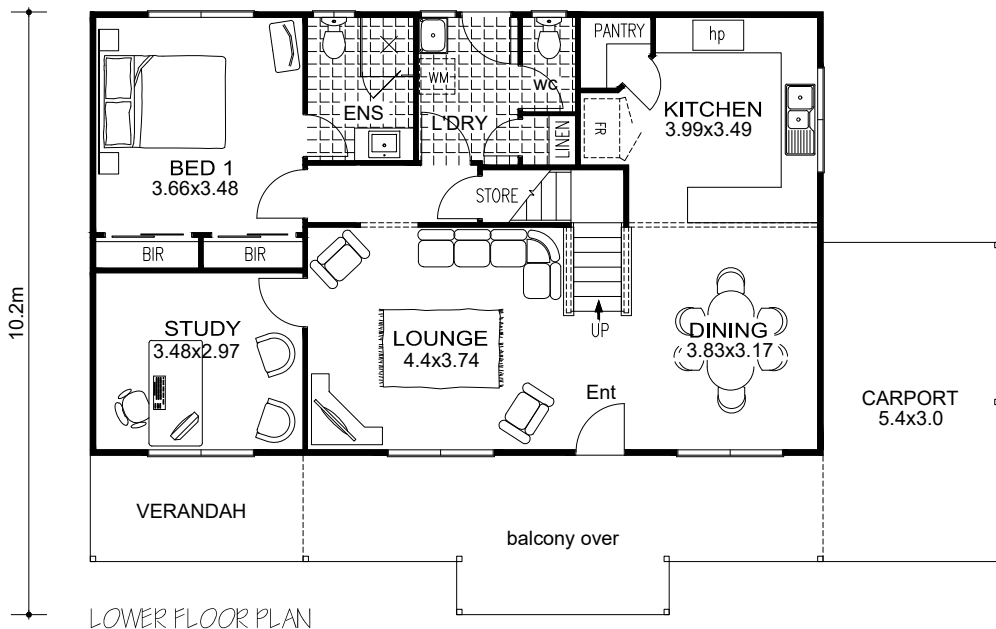 PANTRY
hp
WM
WC
ENS
L'DRY
LINEN
FR
KITCHEN
3.99x3.49
BED 1
3.66x3.48
STORE
BIR
BIR
10.2m
STUDY
3.48x2.97
LOUNGE
4.4x3.74
UP
DINING
3.83x3.17
Ent
CARPORT
5.4x3.0
VERANDAH
balcony over
LOWER FLOOR PLAN